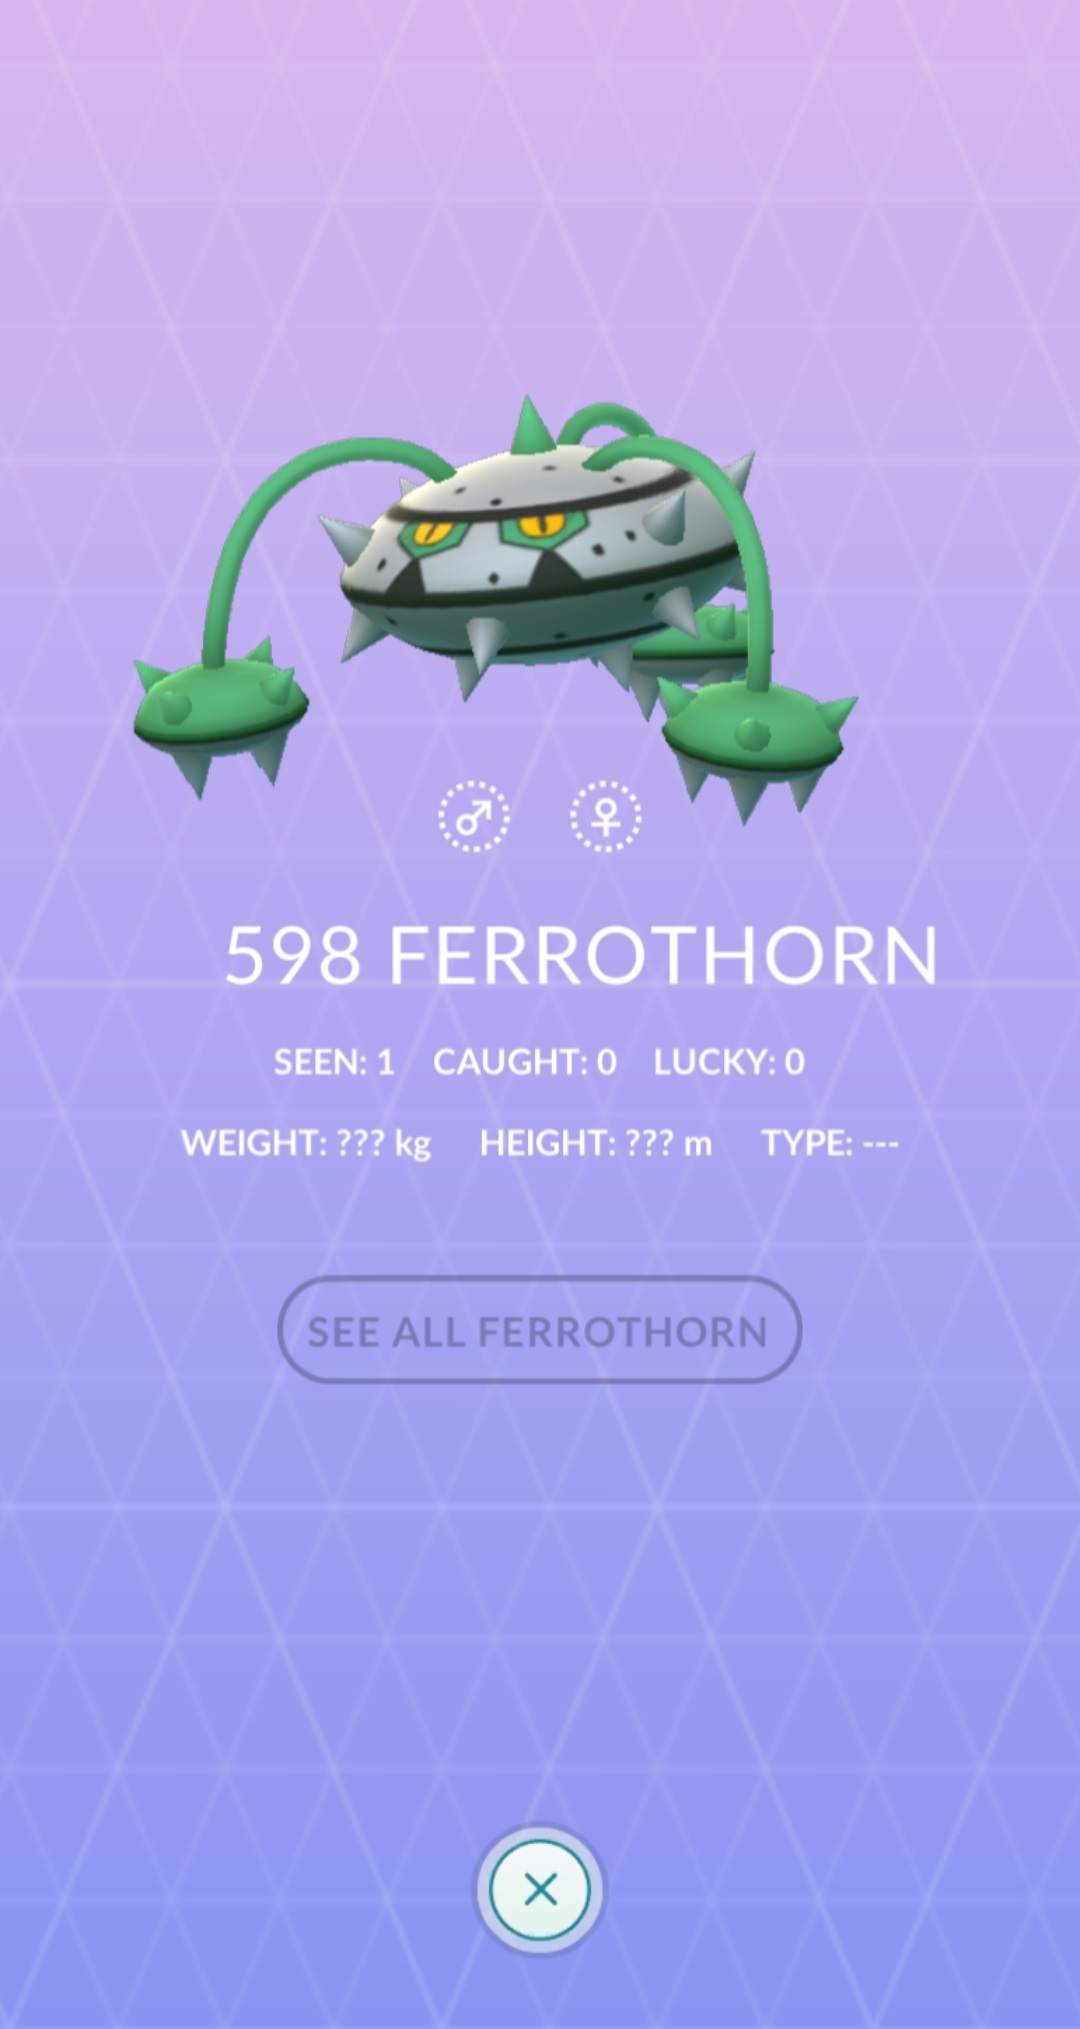 598 FERROTHORN
SEEN: 1 CAUGHT: 0 LUCKY: 0
WEIGHT: ??? kg HEIGHT: ??? m TYPE: ---
SEE ALL FERROTHORN